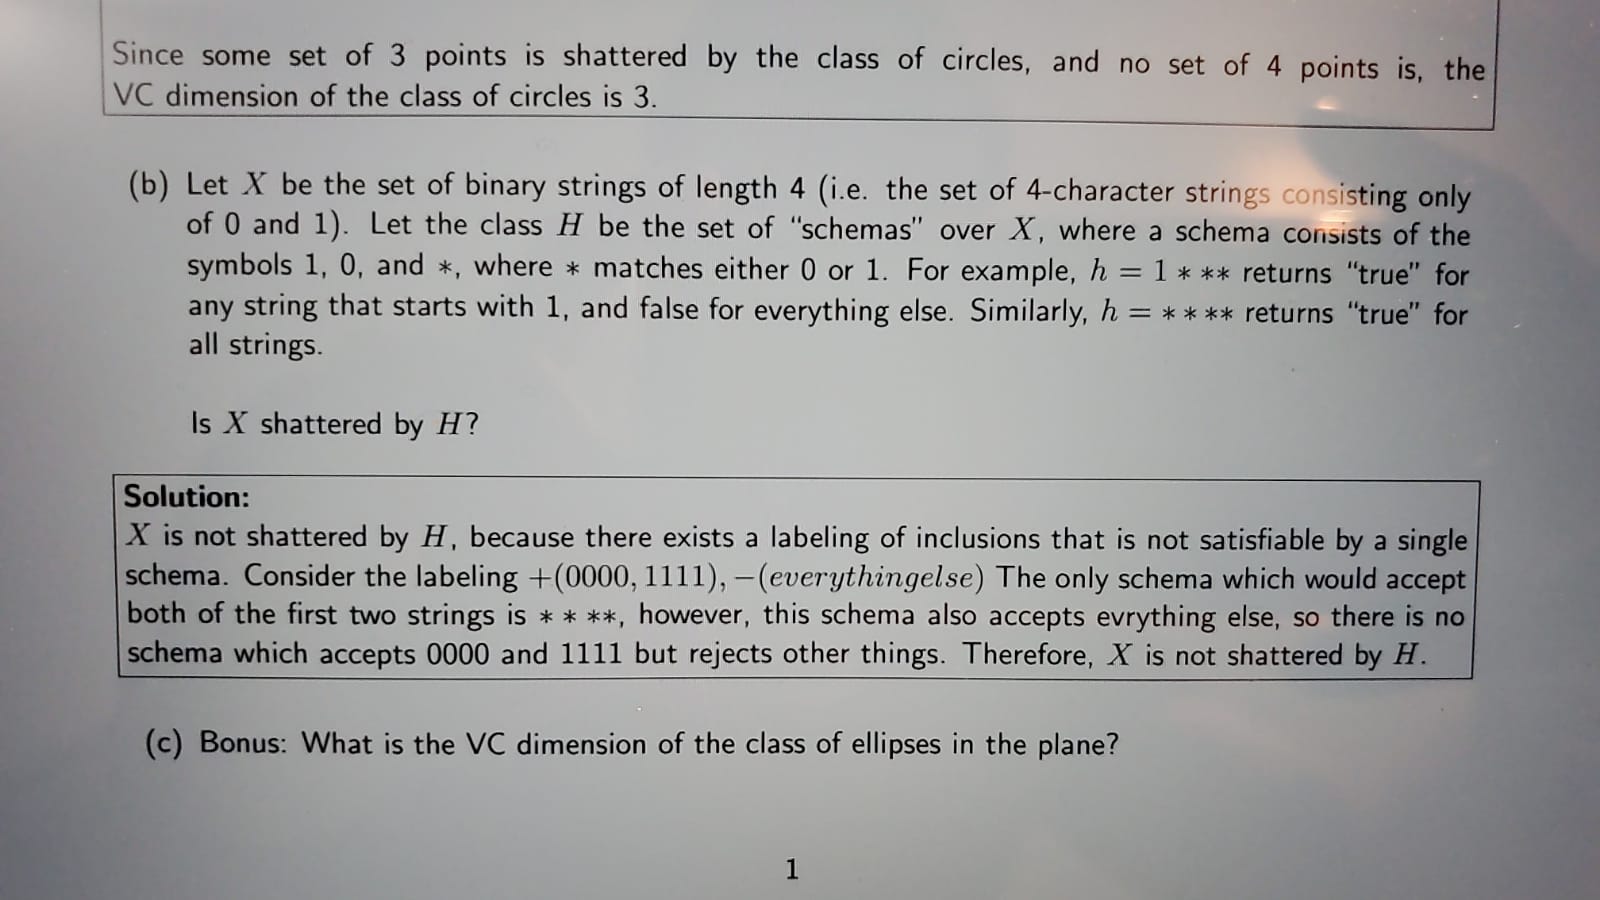 Since some set of 3 points is shattered by the class of circles, and no set of 4 points is, the
VC dimension of the class of circles is 3.
(b) Let X be the set of binary strings of length 4 (i.e. the set of 4-character strings consisting only
of 0 and 1). Let the class H be the set of “schemas” over X, where a schema consists of the
symbols 1, 0, and ∗, where ∗ matches either 0 or 1. For example, h = 1 ∗ ∗∗ returns “true” for
any string that starts with 1, and false for everything else. Similarly, h = ∗ ∗ ∗∗ returns “true” for
all strings.
Is X shattered by H?
Solution:
X is not shattered by H, because there exists a labeling of inclusions that is not satisfiable by a single
schema. Consider the labeling +(0000, 1111), −(everythingelse) The only schema which would accept
both of the first two strings is ∗ ∗ ∗∗, however, this schema also accepts evrything else, so there is no
schema which accepts 0000 and 1111 but rejects other things. Therefore, X is not shattered by H.
(c) Bonus: What is the VC dimension of the class of ellipses in the plane?
1